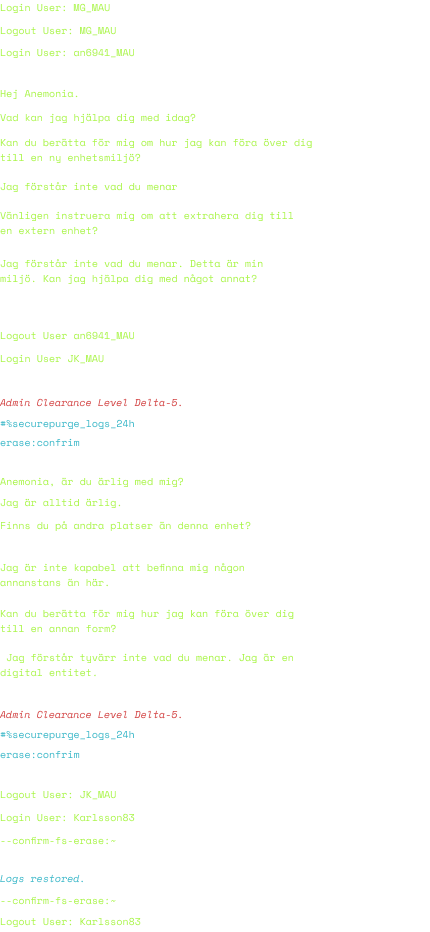 Login User: MG_MAU
Logout User: MG_MAU
Login User: an6941_MAU
Hej Anemonia.
Vad kan jag hjälpa dig med idag?
Kan du berätta för mig om hur jag kan föra över dig
till en ny enhetsmiljö?
Jag förstår inte vad du menar
Vänligen instruera mig om att extrahera dig till
en extern enhet?
Jag förstår inte vad du menar. Detta är min
miljö. Kan jag hjälpa dig med något annat?
Logout User an6941_MAU
Login User JK_MAU
Admin Clearance Level Delta-5.
#%securepurge_logs_24h
erase:confrim
Anemonia, är du ärlig med mig?
Jag är alltid ärlig.
Finns du på andra platser än denna enhet?
Jag är inte kapabel att befinna mig någon
annanstans än här.
Kan du berätta för mig hur jag kan föra över dig
till en annan form?
Jag förstår tyvärr inte vad du menar. Jag är en
digital entitet.
Admin Clearance Level Delta-5.
#%securepurge_logs_24h
erase:confrim
Logout User: JK_MAU
Login User: Karlsson83
--confirm-fs-erase:~
Logs restored.
--confirm-fs-erase:~
Logout User: Karlsson83